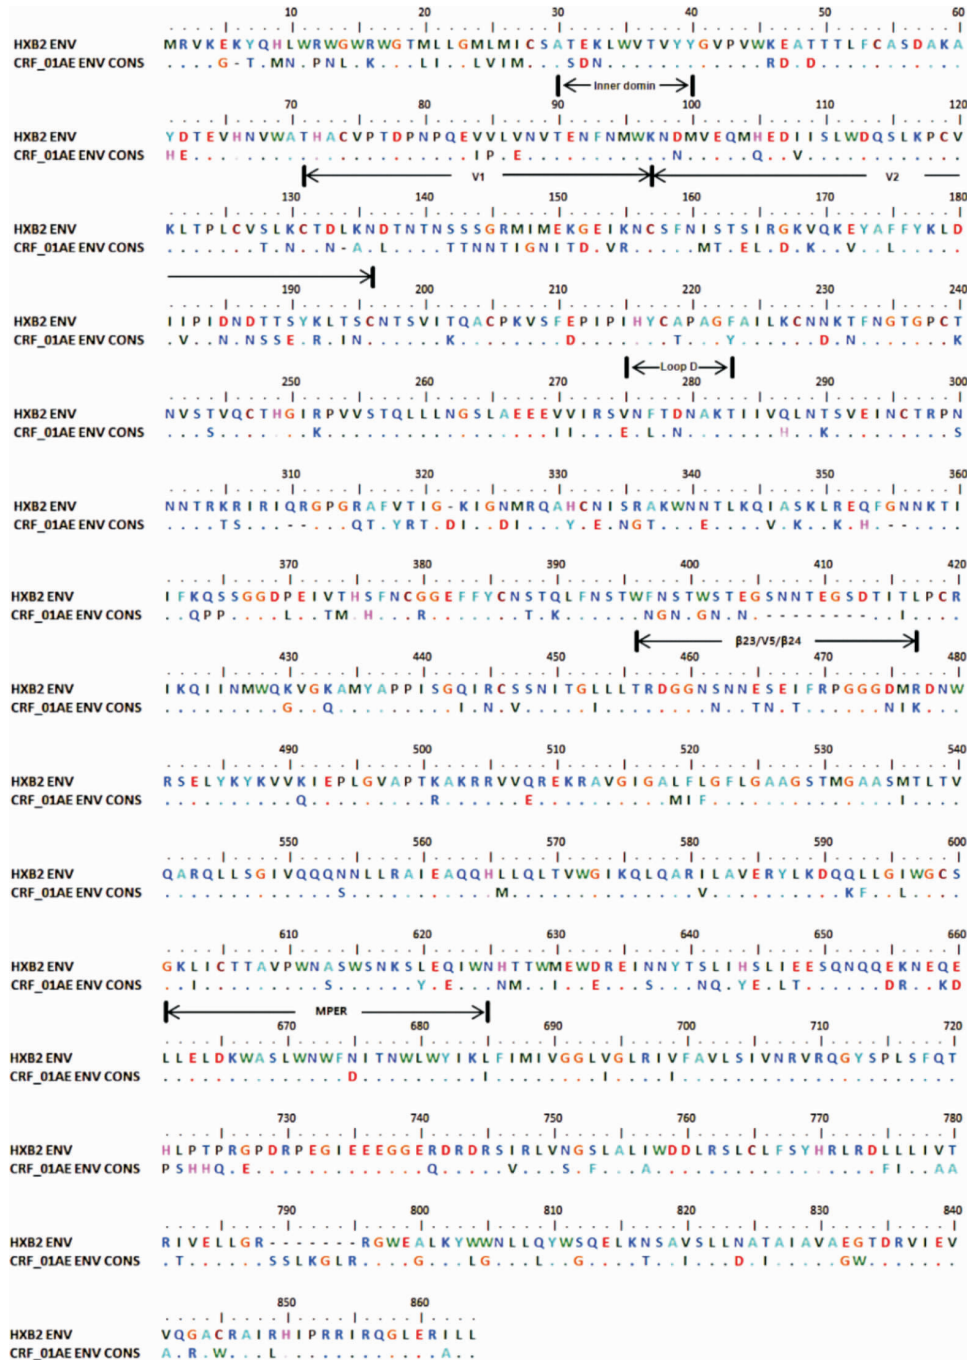 10 20 30 40 50 60
HXB2 ENV MRVKEKYQHLWRWGWRWGTMLLGMLMICSATEKLWVTVYYGVPVWKEATTTLFCASDAKA
CRF_01AE ENV CONS ....G-T.MN.PNL.K...LI..LVIM...SDN............RD.D...........
Inner domin
70 80 90 100 110 120
HXB2 ENV YDTEVHNVWATHACVPTDPNPQEVVLVNVTENFNMWKNDMVEQMHEDIISLWDQSLKPCV
CRF_01AE ENV CONS HE.....................IP.E...........N.....Q..V............
V1 V2
130 140 150 160 170 180
HXB2 ENV KLTPLCVSLKCTDLKNDTNTNSSSGRMIMEKGEIKNCSFNISTSIRGKVQKEYAFFYKLD
CRF_01AE ENV CONS .......T.N..N-A.L....TTNNTIGNITD.VR.....MT.EL.D.K..V...L....
190 200 210 220 230 240
HXB2 ENV IIPIDNDTTSYKLTSCNTSVITQACPKVSFEPIPIHYCAPAGFAILKCNNKTFNGTGPCT
CRF_01AE ENV CONS .V..N.NSSE.R.IN......K........D.......T...Y......D.N........K
Loop D
250 260 270 280 290 300
HXB2 ENV NVSTVQCTHGIRPVVSTQLLLNGSLAEEEVVIRSVNFTDNAKTIIVQLNTSVEINCTRPN
CRF_01AE ENV CONS ...S.......K.................II...E.L.N.......H..K.........S
310 320 330 340 350 360
HXB2 ENV NNTRKRIRIQRGPGRAFVTIG-KIGNMRQAHCNISRAKWNNTLKQIASKLREQFGNNKTI
CRF_01AE ENV CONS ....TS...--....QT.YRT.DI..DI...Y.E.NGT...E....V.K..K.H.--...
370 380 390 400 410 420
HXB2 ENV IFKQSSGGDPEIVTHSFNCGGEFFYCNSTQLFNSTWFNSTWSTEGSNNTEGSDTITLPCR
CRF_01AE ENV CONS ..QPP....L..TM.H...R.......T.K......NGN.GN.N.--------...I...
β23/V5/β24
430 440 450 460 470 480
HXB2 ENV IKQIINMWQKVGKAMYAPPISGQIRCSSNITGLLLTRDGGNSNNESEIFRPGGGDMRDNW
CRF_01AE ENV CONS .........G..Q.........I.N.V.....I........N..TN.T......NIK...
490 500 510 520 530 540
HXB2 ENV RSELYKYKVVKIEPLGVAPTKAKRRVVQREKRAVGIGALFLGFLGAAGSTMGAASMTLTV
CRF_01AE ENV CONS ..........Q.........R......E..........MIF..............I....
550 560 570 580 590 600
HXB2 ENV QARQLLSGIVQQQNNLLRAIEAQQHLLQLTVWGIKQLQARILAVERYLKDQQLLGIWGCS
CRF_01AE ENV CONS .............S...........M..............V..........KF...L...
610 620 630 640 650 660
HXB2 ENV GKLICTTAVPWNASWSNKSLEQIWNHTTWMEWDREINNYTSLIHSLIEESQNQQEKNEQE
CRF_01AE ENV CONS ..I.........S......Y.E...NM..I..E...S...NQ.YE.LT.....DR..KD
MPER
670 680 690 700 710 720
HXB2 ENV LLELDKWASLWNWFNITNWLWYIKLFIMIVGGLVGLRIVFAVLSIVNRVRQGYSPLSFQT
CRF_01AE ENV CONS ..............D.........I........I....I.....................
730 740 750 760 770 780
HXB2 ENV HLPTPRGPDRPEGIEEEGGERDRDRSIRLVNGSLALIWDDLRSLCLFSYHRLRDLLLIVT
CRF_01AE ENV CONS PSHHQ.E.............Q.....V...S.F...A.................FI..AA
790 800 810 820 830 840
HXB2 ENV RIVELLGR-------RGWEALKYWWNLLQYWSQELKNSAVSLLNATAIAVAEGTDRVIEV
CRF_01AE ENV CONS .T......SSLKGLR....G...LG...L..G....T..I...D.I.....GW.......
850 860
HXB2 ENV VQGACRAIRHIPRRIRQGLERILL
CRF_01AE ENV CONS A.R.W...L............A..